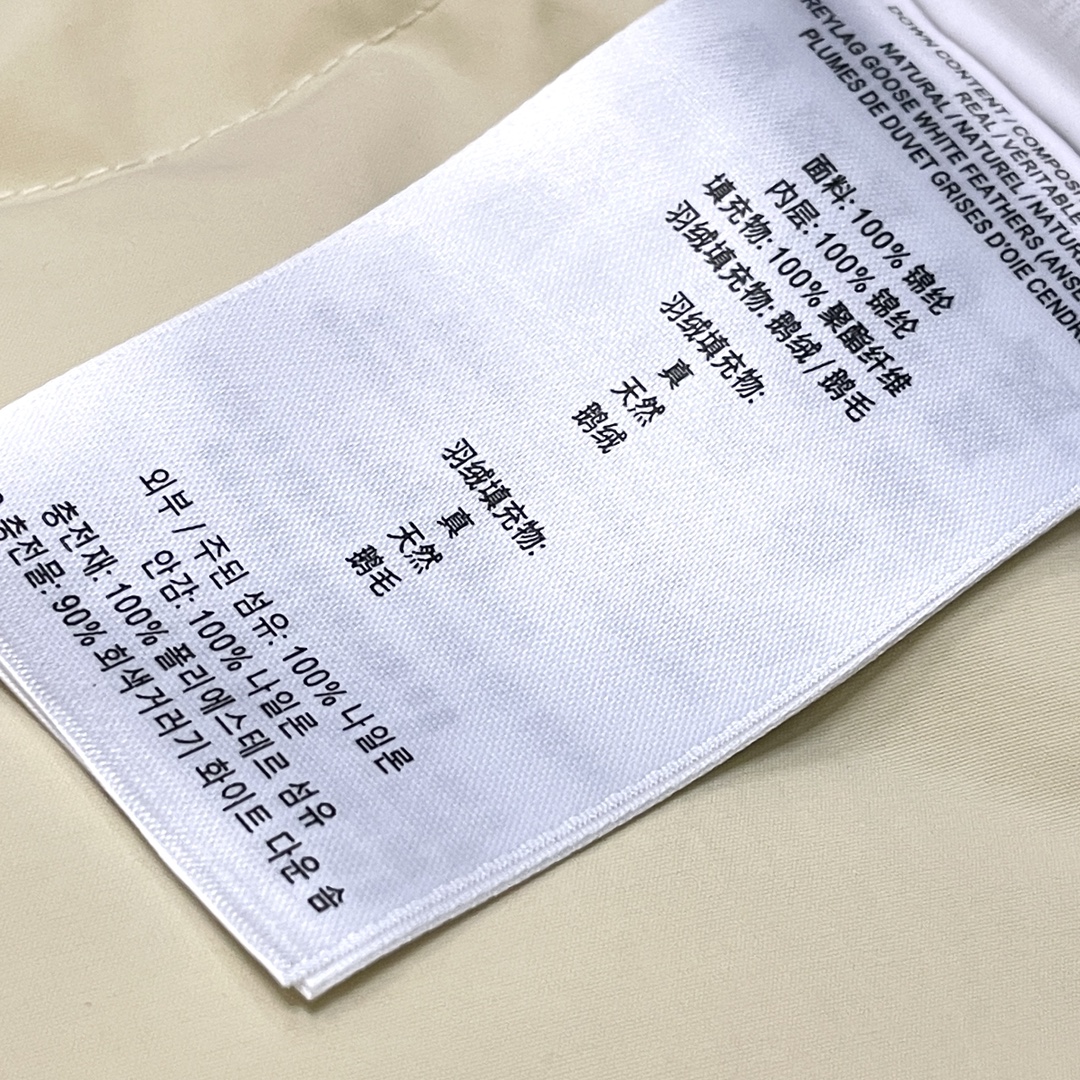 DOWN CONTENT / COMPOSI
REAL / VÉRITABLE
NATURAL / NATUREL / NATURE
REYLAG GOOSE WHITE FEATHERS (ANSE
PLUMES DE DUVET GRISES D'OIE CENDR
面料: 100% 锦纶
内层: 100% 锦纶
填充物: 100% 聚酯纤维
羽绒填充物: 鹅绒 / 鹅毛
羽绒填充物:
真
天然
鹅绒
羽绒填充物:
真
天然
鹅毛
외부 / 주된 섬유: 100% 나일론
안감: 100% 나일론
충전재: 100% 폴리에스테르 섬유
충전물: 90% 회색거러기 화이트 다운 솜